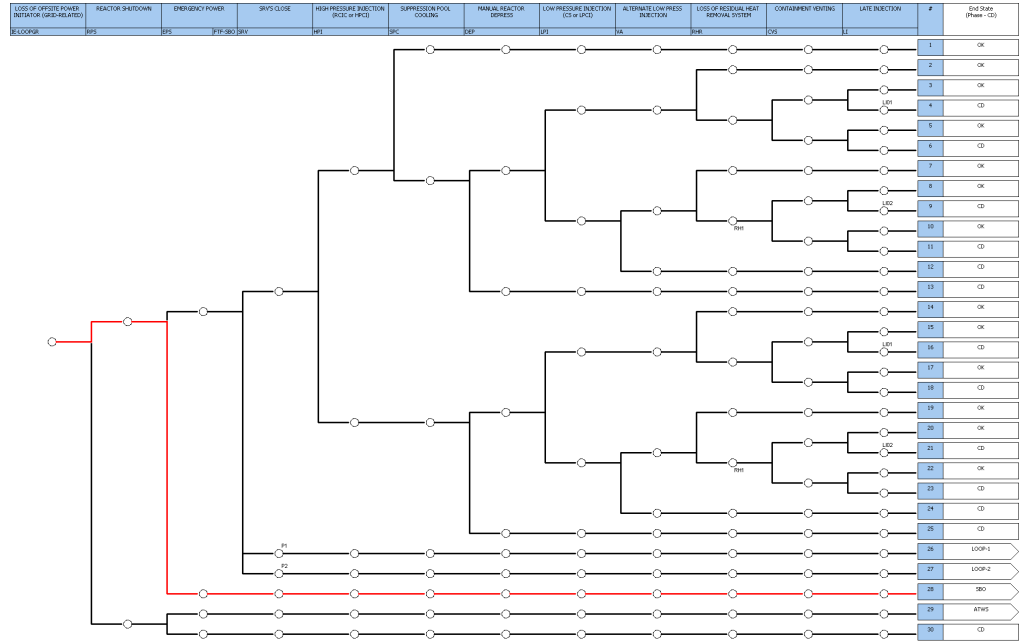 LOSS OF OFFSITE POWER INITIATOR (GRID-RELATED)
REACTOR SHUTDOWN
EMERGENCY POWER
SRVS CLOSE
HIGH PRESSURE INJECTION (RCIC or HPCI)
SUPPRESSION POOL COOLING
MANUAL REACTOR DEPRESS
LOW PRESSURE INJECTION (CS or LPCI)
ALTERNATE LOW PRESS INJECTION
LOSS OF RESIDUAL HEAT REMOVAL SYSTEM
CONTAINMENT VENTING
LATE INJECTION
#
End State (Phase - CD)
IE-LOOPGR
RPS
EPS
FTF-SBO
SRV
HPI
SPC
DEP
LPI
VA
RHR
CVS
LI
1 OK
2 OK
3 OK
LI01
4 CD
5 OK
6 CD
7 OK
8 OK
LI02
9 CD
RH1
10 OK
11 CD
12 CD
13 CD
14 OK
15 OK
LI01
16 CD
17 OK
18 CD
19 OK
20 OK
LI02
21 CD
RH1
22 OK
23 CD
24 CD
25 CD
P1
26 LOOP-1
P2
27 LOOP-2
28 SBO
29 ATWS
30 CD